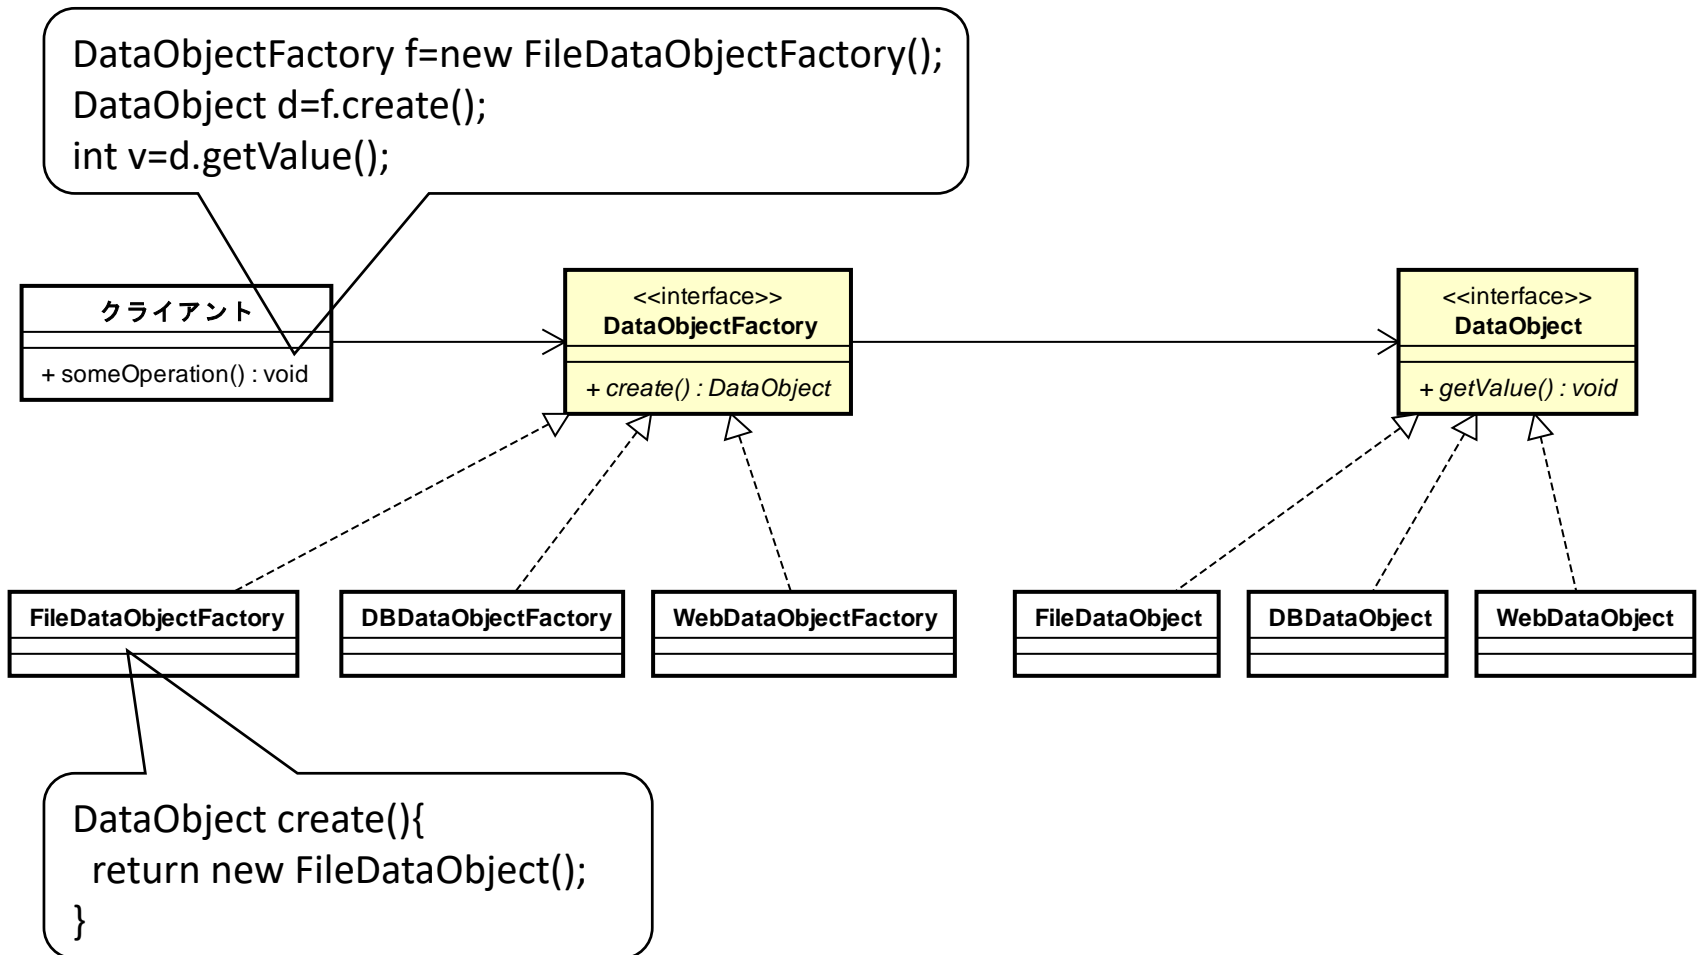 DataObjectFactory f=new FileDataObjectFactory();
DataObject d=f.create();
int v=d.getValue();
クライアント
+ someOperation() : void
<<interface>>
DataObjectFactory
+ create() : DataObject
<<interface>>
DataObject
+ getValue() : void
FileDataObjectFactory
DBDataObjectFactory
WebDataObjectFactory
FileDataObject
DBDataObject
WebDataObject
DataObject create(){
return new FileDataObject();
}